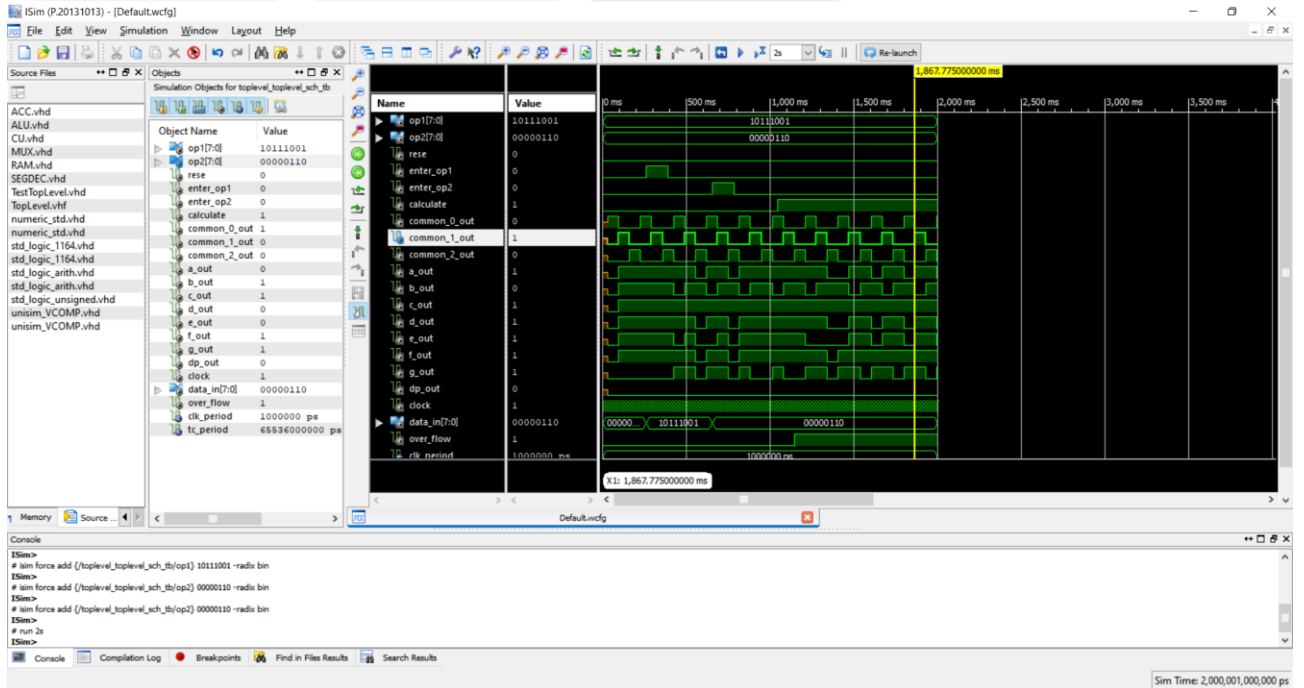 ISim (P.20131013) - [Default.wcfg]
File Edit View Simulation Window Layout Help
2s Re-launch
Source Files
ACC.vhd
ALU.vhd
CU.vhd
MUX.vhd
RAM.vhd
SEGDEC.vhd
TestTopLevel.vhd
TopLevel.vhf
numeric_std.vhd
numeric_std.vhd
std_logic_1164.vhd
std_logic_1164.vhd
std_logic_arith.vhd
std_logic_arith.vhd
std_logic_unsigned.vhd
unisim_VCOMP.vhd
unisim_VCOMP.vhd
Memory Source ...
Objects
Simulation Objects for toplevel_toplevel_sch_tb
Object Name Value
op1[7:0] 10111001
op2[7:0] 00000110
rese 0
enter_op1 0
enter_op2 0
calculate 1
common_0_out 1
common_1_out 0
common_2_out 0
a_out 0
b_out 1
c_out 1
d_out 0
e_out 0
f_out 1
g_out 1
dp_out 0
clock 1
data_in[7:0] 00000110
over_flow 1
clk_period 1000000 ps
tc_period 65536000000 ps
1,867.775000000 ms
Name Value 0 ms 500 ms 1,000 ms 1,500 ms 2,000 ms 2,500 ms 3,000 ms 3,500 ms 4
op1[7:0] 10111001 10111001
op2[7:0] 00000110 00000110
rese 0
enter_op1 0
enter_op2 0
calculate 1
common_0_out 0
common_1_out 1
common_2_out 0
a_out 1
b_out 0
c_out 1
d_out 1
e_out 1
f_out 1
g_out 1
dp_out 0
clock 1
data_in[7:0] 00000110 00000... 10111001 00000110
over_flow 1
clk_period 1000000 ps 1000000 ps
X1: 1,867.775000000 ms
Default.wcfg
Console
ISim>
# isim force add {/toplevel_toplevel_sch_tb/op1} 10111001 -radix bin
ISim>
# isim force add {/toplevel_toplevel_sch_tb/op2} 00000110 -radix bin
ISim>
# isim force add {/toplevel_toplevel_sch_tb/op2} 00000110 -radix bin
ISim>
# run 2s
ISim>
Console Compilation Log Breakpoints Find in Files Results Search Results
Sim Time: 2,000,001,000,000 ps